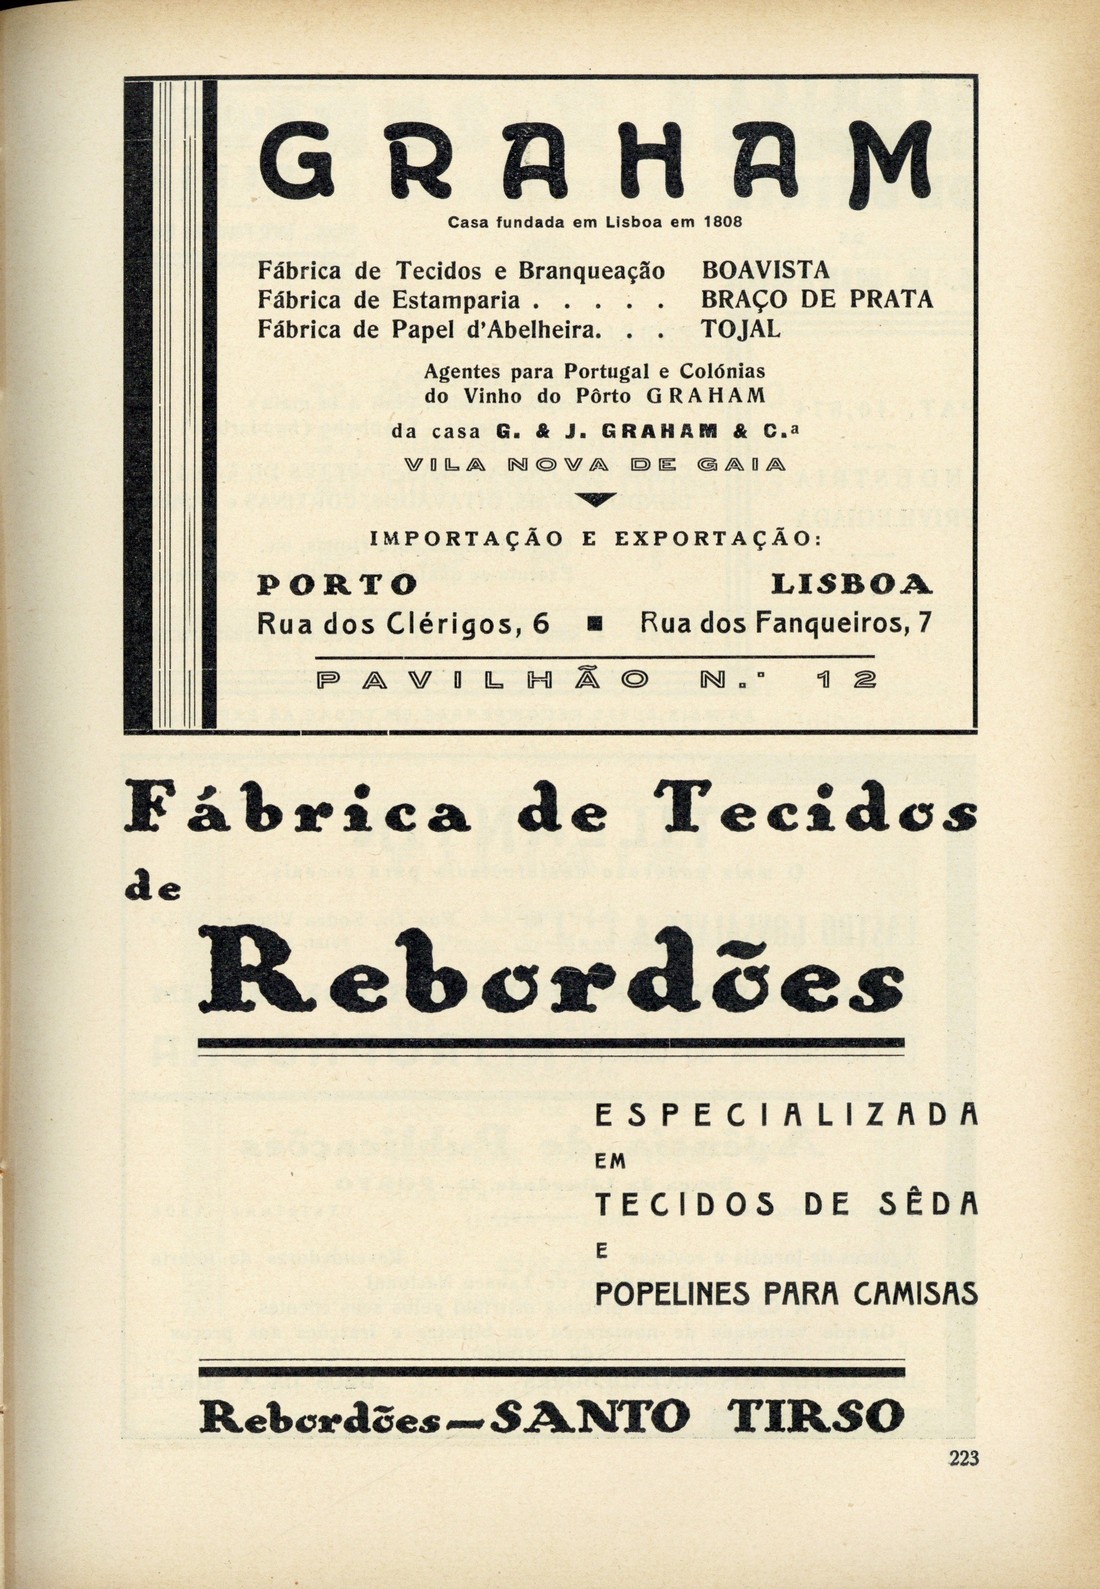 GRAHAM
Casa fundada em Lisboa em 1808
Fábrica de Tecidos e Branqueação BOAVISTA
Fábrica de Estamparia . . . . . BRAÇO DE PRATA
Fábrica de Papel d'Abelheira. . . TOJAL
Agentes para Portugal e Colónias
do Vinho do Pôrto GRAHAM
da casa G. & J. GRAHAM & C.ª
VILA NOVA DE GAIA
IMPORTAÇÃO E EXPORTAÇÃO:
PORTO LISBOA
Rua dos Clérigos, 6 ■ Rua dos Fanqueiros, 7
PAVILHÃO N.º 12
Fábrica de Tecidos
de
Rebordões
ESPECIALIZADA
EM
TECIDOS DE SÊDA
E
POPELINES PARA CAMISAS
Rebordões—SANTO TIRSO
223